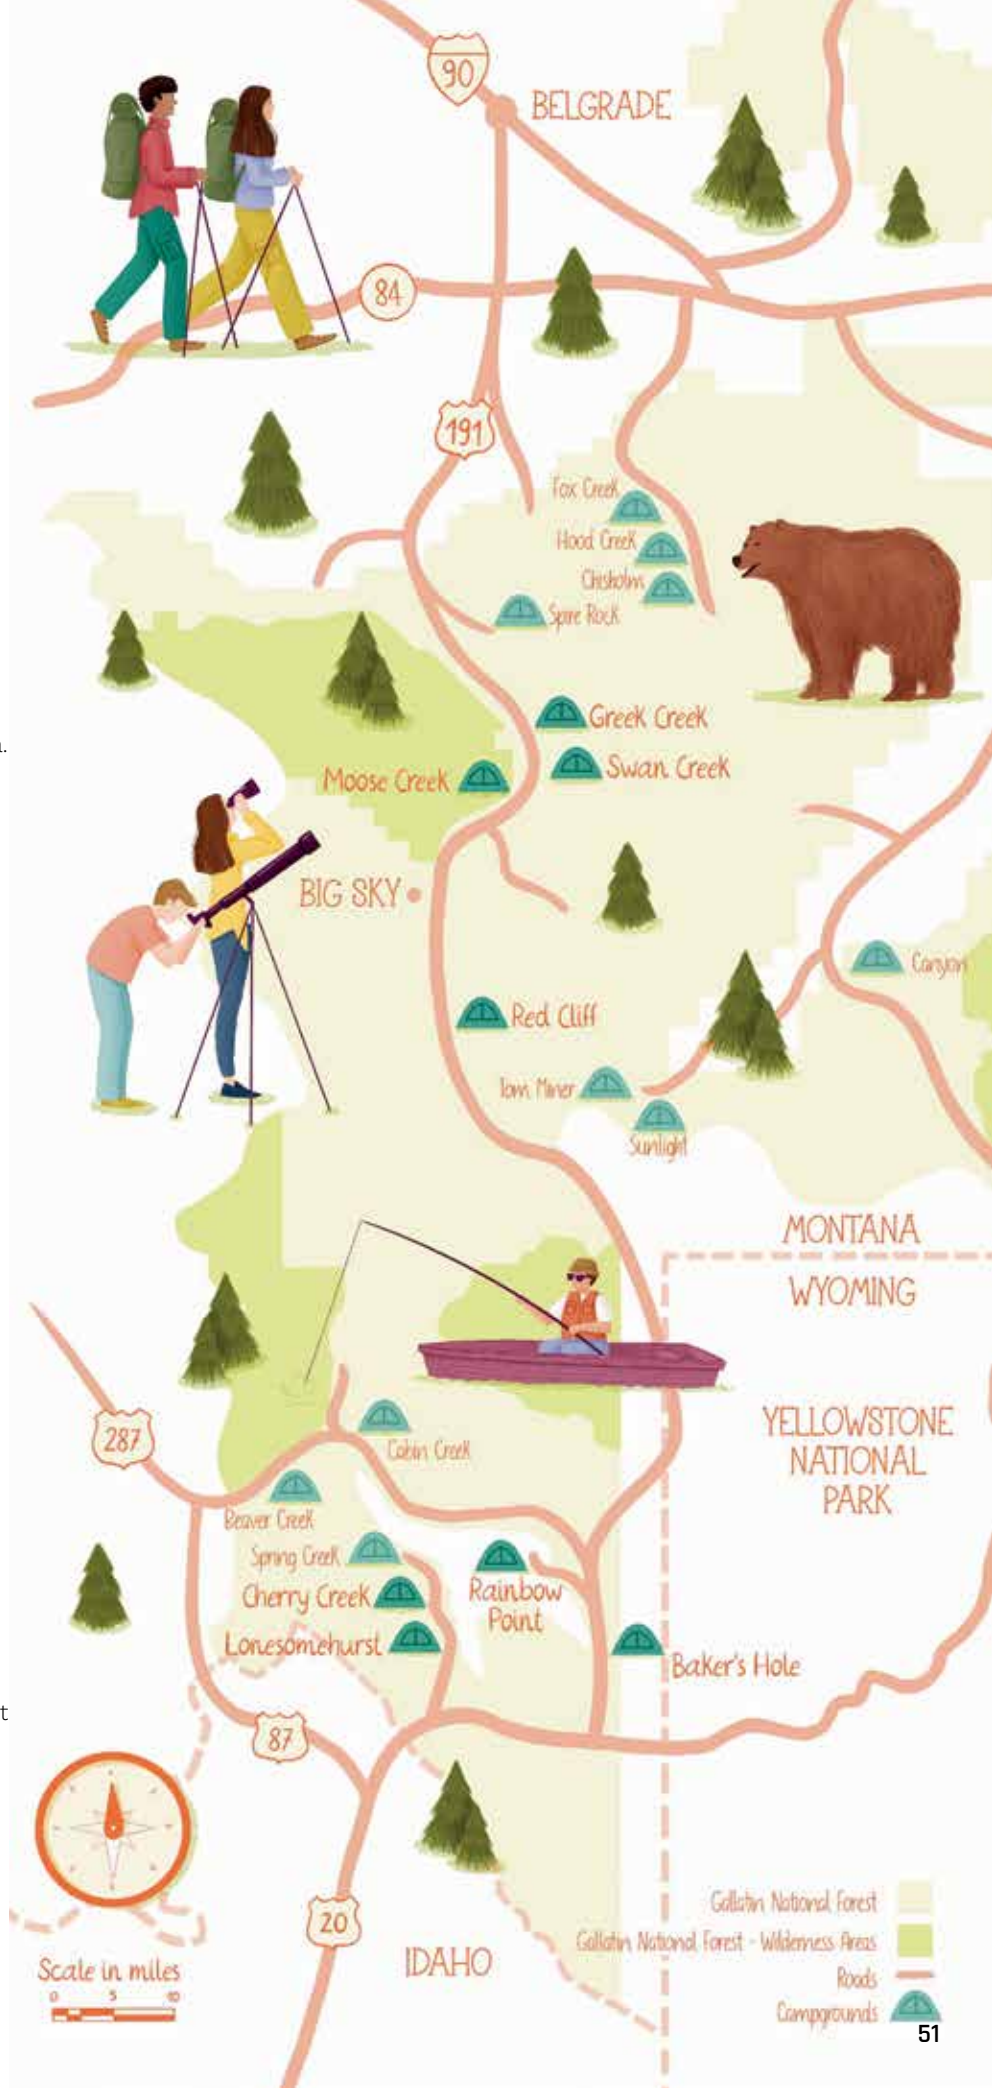 90
BELGRADE
84
191
Fox Creek
Hood Creek
Chisholm
Spire Rock
Greek Creek
Swan Creek
Moose Creek
BIG SKY
Canyon
Red Cliff
Tom Miner
Sunlight
MONTANA
WYOMING
YELLOWSTONE
NATIONAL
PARK
287
Cabin Creek
Beaver Creek
Spring Creek
Cherry Creek
Rainbow
Point
Lonesomehurst
Baker's Hole
87
20
IDAHO
Scale in miles
0 5 10
Gallatin National Forest
Gallatin National Forest - Wilderness Areas
Roads
Campgrounds
51